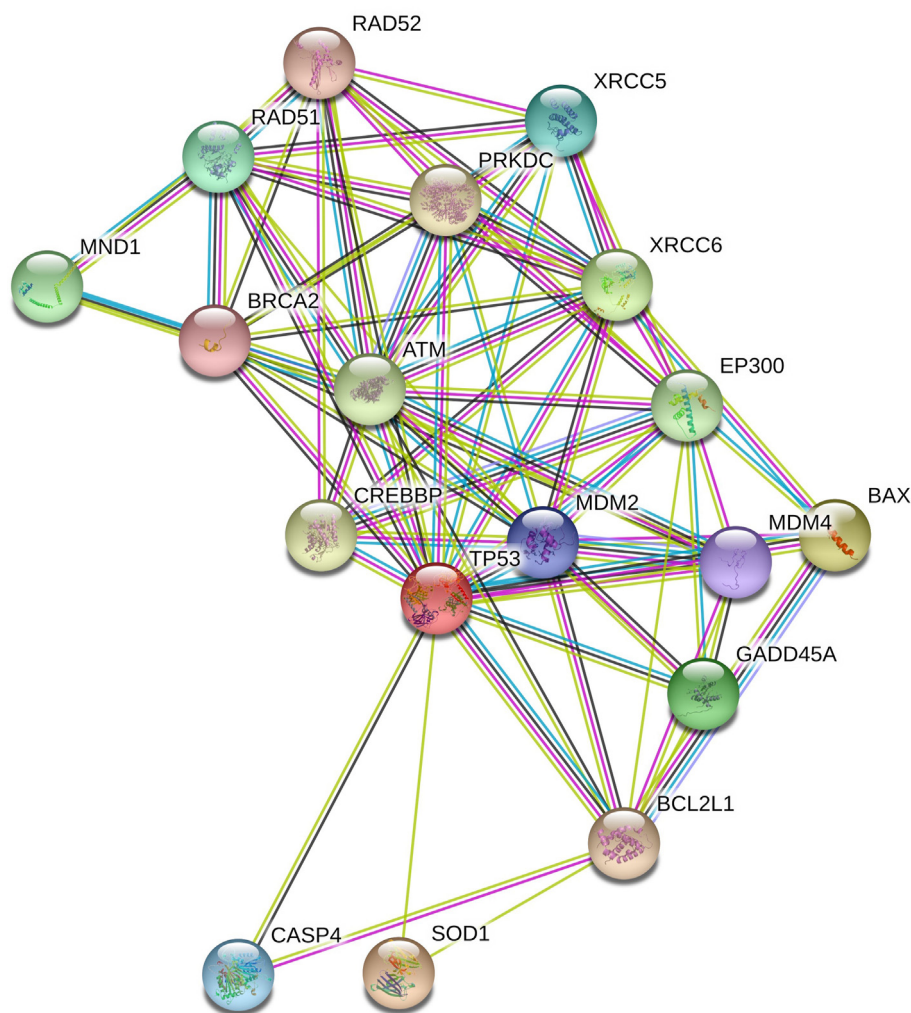 RAD52
XRCC5
RAD51
PRKDC
MND1
XRCC6
BRCA2
ATM
EP300
CREBBP
MDM2
BAX
MDM4
TP53
GADD45A
BCL2L1
CASP4
SOD1